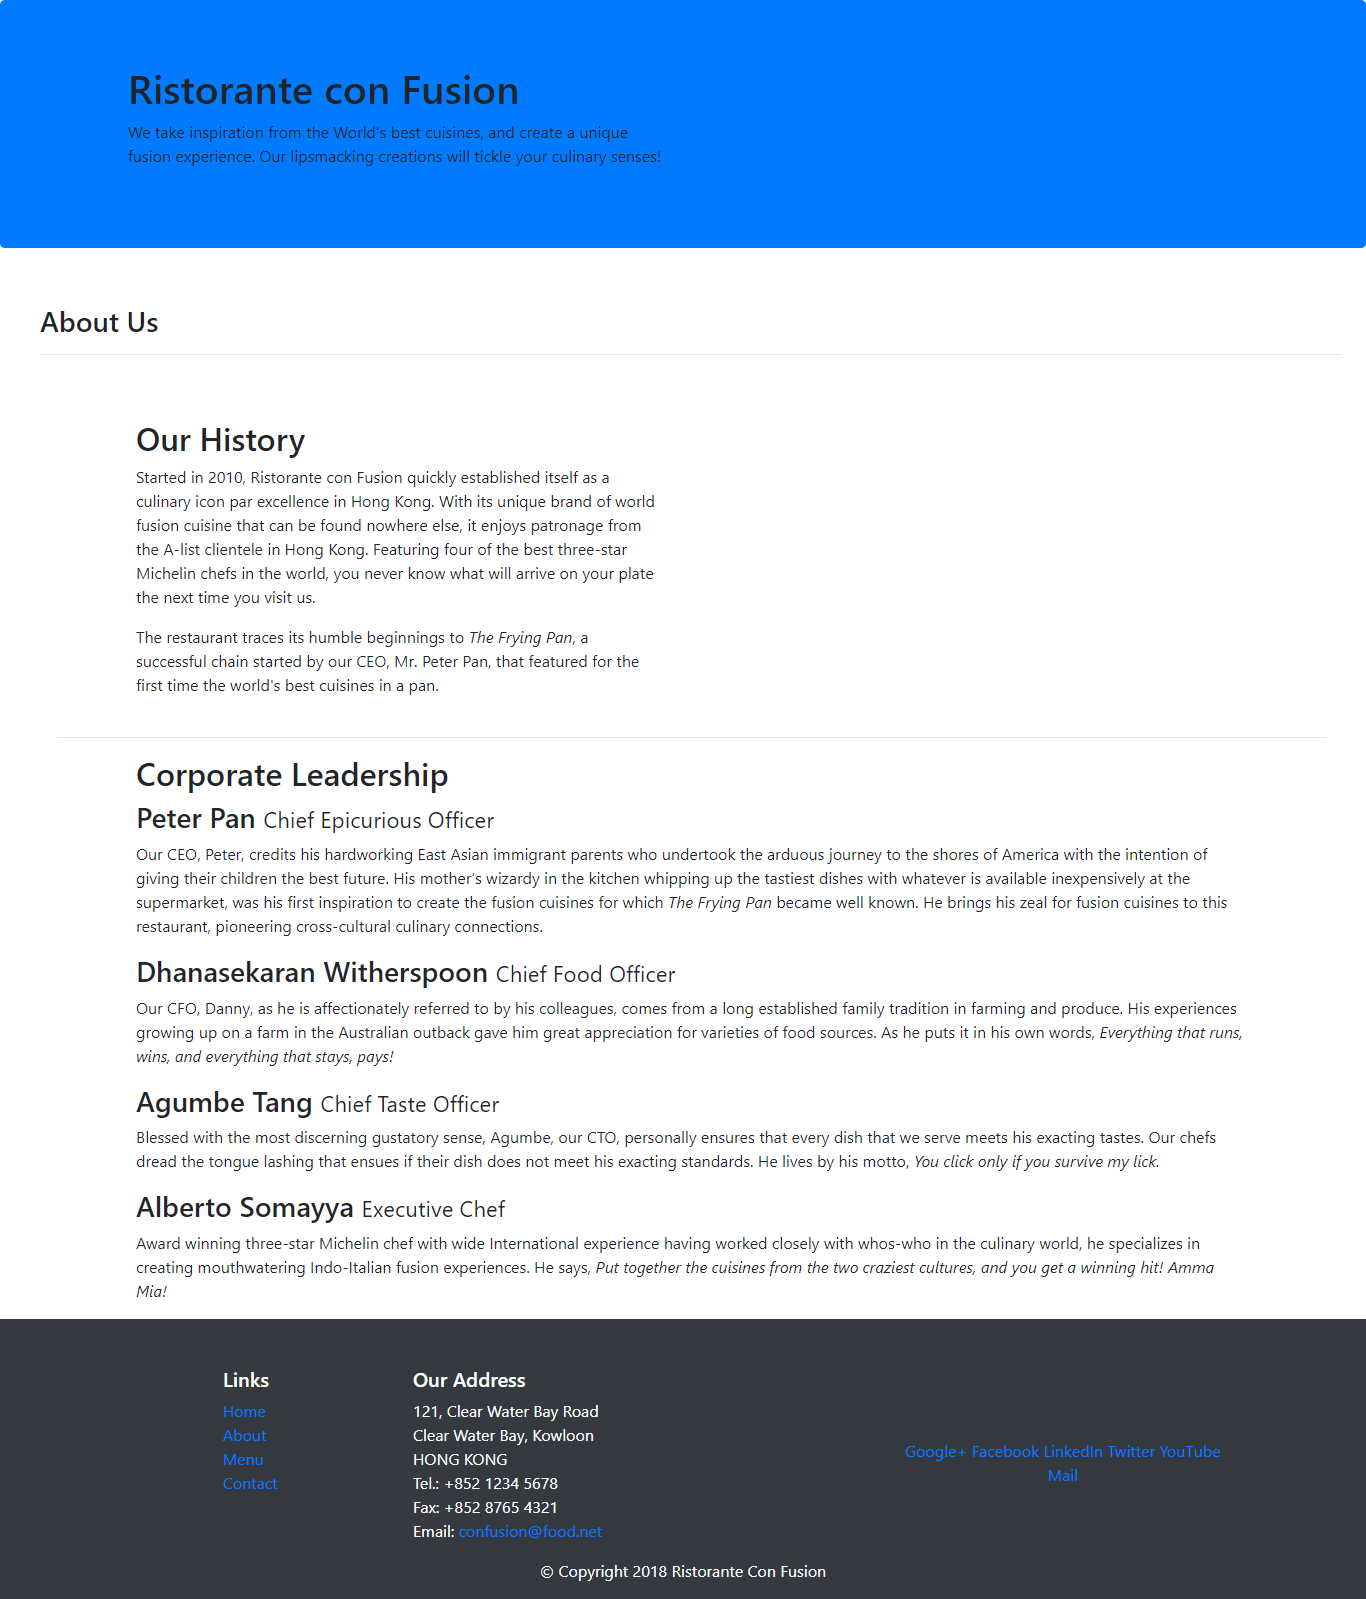 Ristorante con Fusion
We take inspiration from the World's best cuisines, and create a unique
fusion experience. Our lipsmacking creations will tickle your culinary senses!
About Us
Our History
Started in 2010, Ristorante con Fusion quickly established itself as a
culinary icon par excellence in Hong Kong. With its unique brand of world
fusion cuisine that can be found nowhere else, it enjoys patronage from
the A-list clientele in Hong Kong. Featuring four of the best three-star
Michelin chefs in the world, you never know what will arrive on your plate
the next time you visit us.
The restaurant traces its humble beginnings to The Frying Pan, a
successful chain started by our CEO, Mr. Peter Pan, that featured for the
first time the world's best cuisines in a pan.
Corporate Leadership
Peter Pan Chief Epicurious Officer
Our CEO, Peter, credits his hardworking East Asian immigrant parents who undertook the arduous journey to the shores of America with the intention of
giving their children the best future. His mother's wizardy in the kitchen whipping up the tastiest dishes with whatever is available inexpensively at the
supermarket, was his first inspiration to create the fusion cuisines for which The Frying Pan became well known. He brings his zeal for fusion cuisines to this
restaurant, pioneering cross-cultural culinary connections.
Dhanasekaran Witherspoon Chief Food Officer
Our CFO, Danny, as he is affectionately referred to by his colleagues, comes from a long established family tradition in farming and produce. His experiences
growing up on a farm in the Australian outback gave him great appreciation for varieties of food sources. As he puts it in his own words, Everything that runs,
wins, and everything that stays, pays!
Agumbe Tang Chief Taste Officer
Blessed with the most discerning gustatory sense, Agumbe, our CTO, personally ensures that every dish that we serve meets his exacting tastes. Our chefs
dread the tongue lashing that ensues if their dish does not meet his exacting standards. He lives by his motto, You click only if you survive my lick.
Alberto Somayya Executive Chef
Award winning three-star Michelin chef with wide International experience having worked closely with whos-who in the culinary world, he specializes in
creating mouthwatering Indo-Italian fusion experiences. He says, Put together the cuisines from the two craziest cultures, and you get a winning hit! Amma
Mia!
Links
Home
About
Menu
Contact
Our Address
121, Clear Water Bay Road
Clear Water Bay, Kowloon
HONG KONG
Tel.: +852 1234 5678
Fax: +852 8765 4321
Email: confusion@food.net
Google+ Facebook LinkedIn Twitter YouTube
Mail
© Copyright 2018 Ristorante Con Fusion